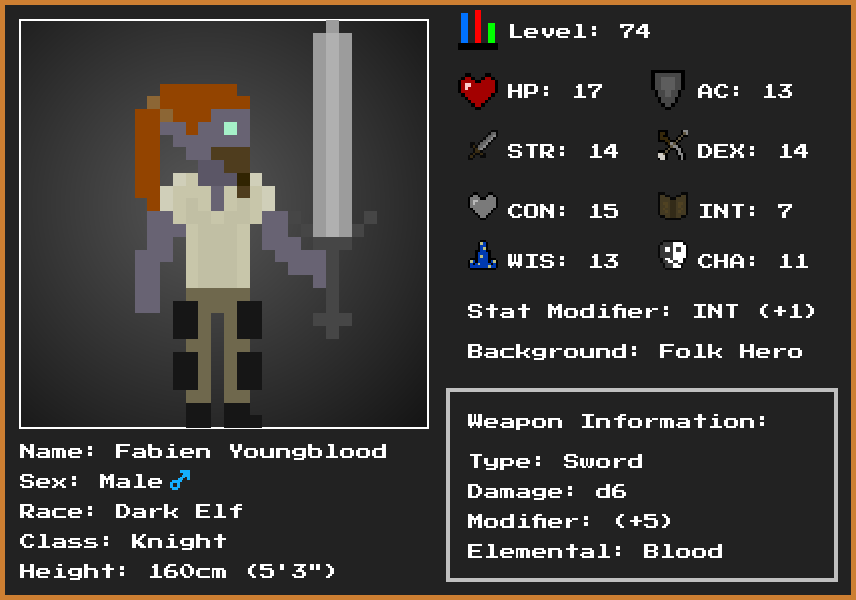 Level: 74
HP: 17
AC: 13
STR: 14
DEX: 14
CON: 15
INT: 7
WIS: 13
CHA: 11
Stat Modifier: INT (+1)
Background: Folk Hero
Weapon Information:
Type: Sword
Damage: d6
Modifier: (+5)
Elemental: Blood
Name: Fabien Youngblood
Sex: Male♂
Race: Dark Elf
Class: Knight
Height: 160cm (5'3")